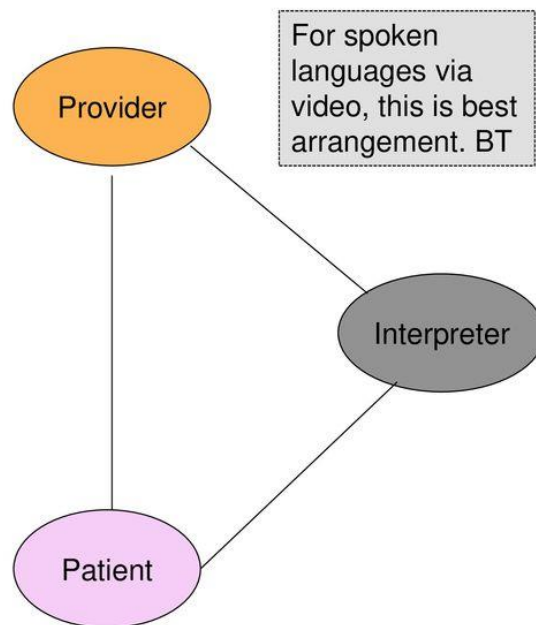 For spoken
languages via
video, this is best
arrangement. BT
Provider
Interpreter
Patient